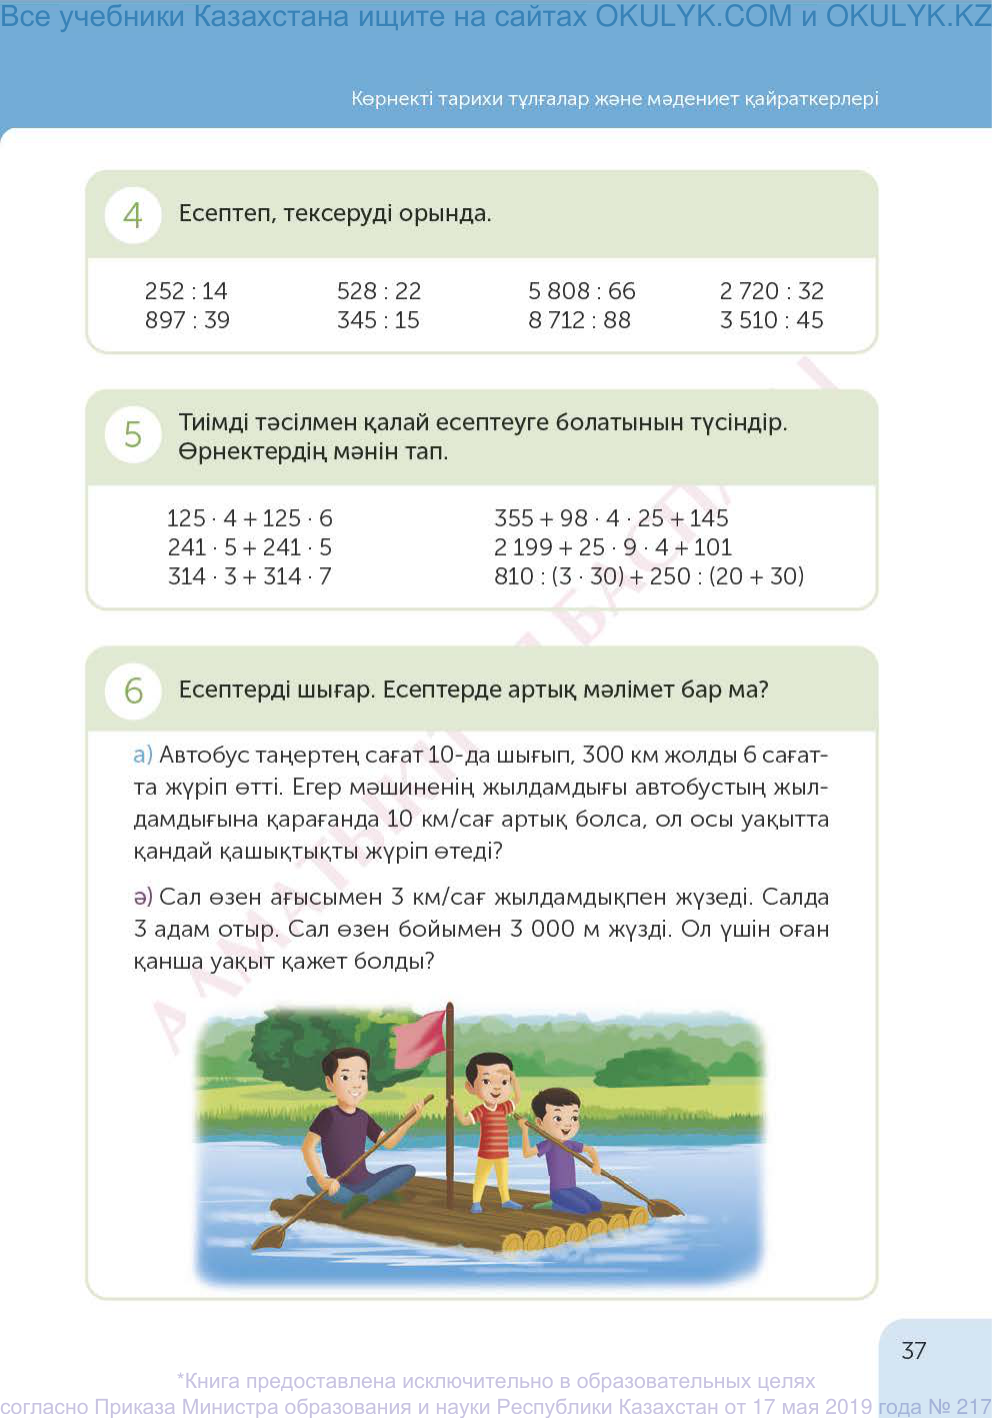 Все учебники Казахстана ищите на сайтах OKULYK.COM и OKULYK.KZ
Көрнекті тарихи тұлғалар және мәдениет қайраткерлері
4 Есептеп, тексеруді орында.
252 : 14 528 : 22 5 808 : 66 2 720 : 32
897 : 39 345 : 15 8 712 : 88 3 510 : 45
5 Тиімді тәсілмен қалай есептеуге болатынын түсіндір.
Өрнектердің мәнін тап.
125 · 4 + 125 · 6 355 + 98 · 4 · 25 + 145
241 · 5 + 241 · 5 2 199 + 25 · 9 · 4 + 101
314 · 3 + 314 · 7 810 : (3 · 30) + 250 : (20 + 30)
6 Есептерді шығар. Есептерде артық мәлімет бар ма?
а) Автобус таңертең сағат 10-да шығып, 300 км жолды 6 сағат-
та жүріп өтті. Егер мәшиненің жылдамдығы автобустың жыл-
дамдығына қарағанда 10 км/сағ артық болса, ол осы уақытта
қандай қашықтықты жүріп өтеді?
ә) Сал өзен ағысымен 3 км/сағ жылдамдықпен жүзеді. Салда
3 адам отыр. Сал өзен бойымен 3 000 м жүзді. Ол үшін оған
қанша уақыт қажет болды?
37
*Книга предоставлена исключительно в образовательных целях
согласно Приказа Министра образования и науки Республики Казахстан от 17 мая 2019 года № 217